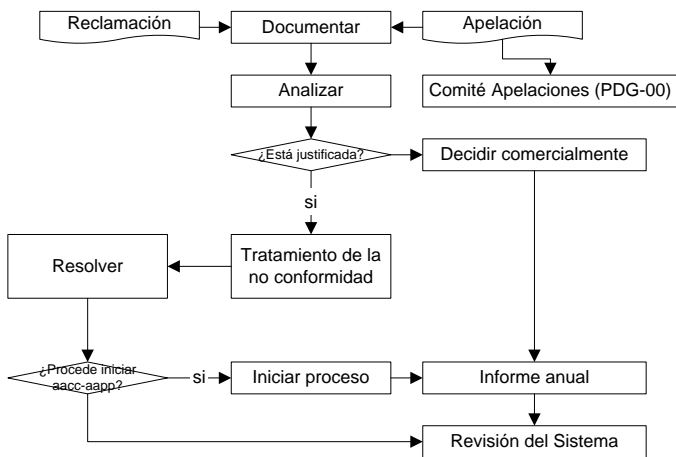 Reclamación
Documentar
Apelación
Analizar
Comité Apelaciones (PDG-00)
¿Está justificada?
Decidir comercialmente
si
Resolver
Tratamiento de la
no conformidad
¿Procede iniciar
aacc-aapp?
si
Iniciar proceso
Informe anual
Revisión del Sistema